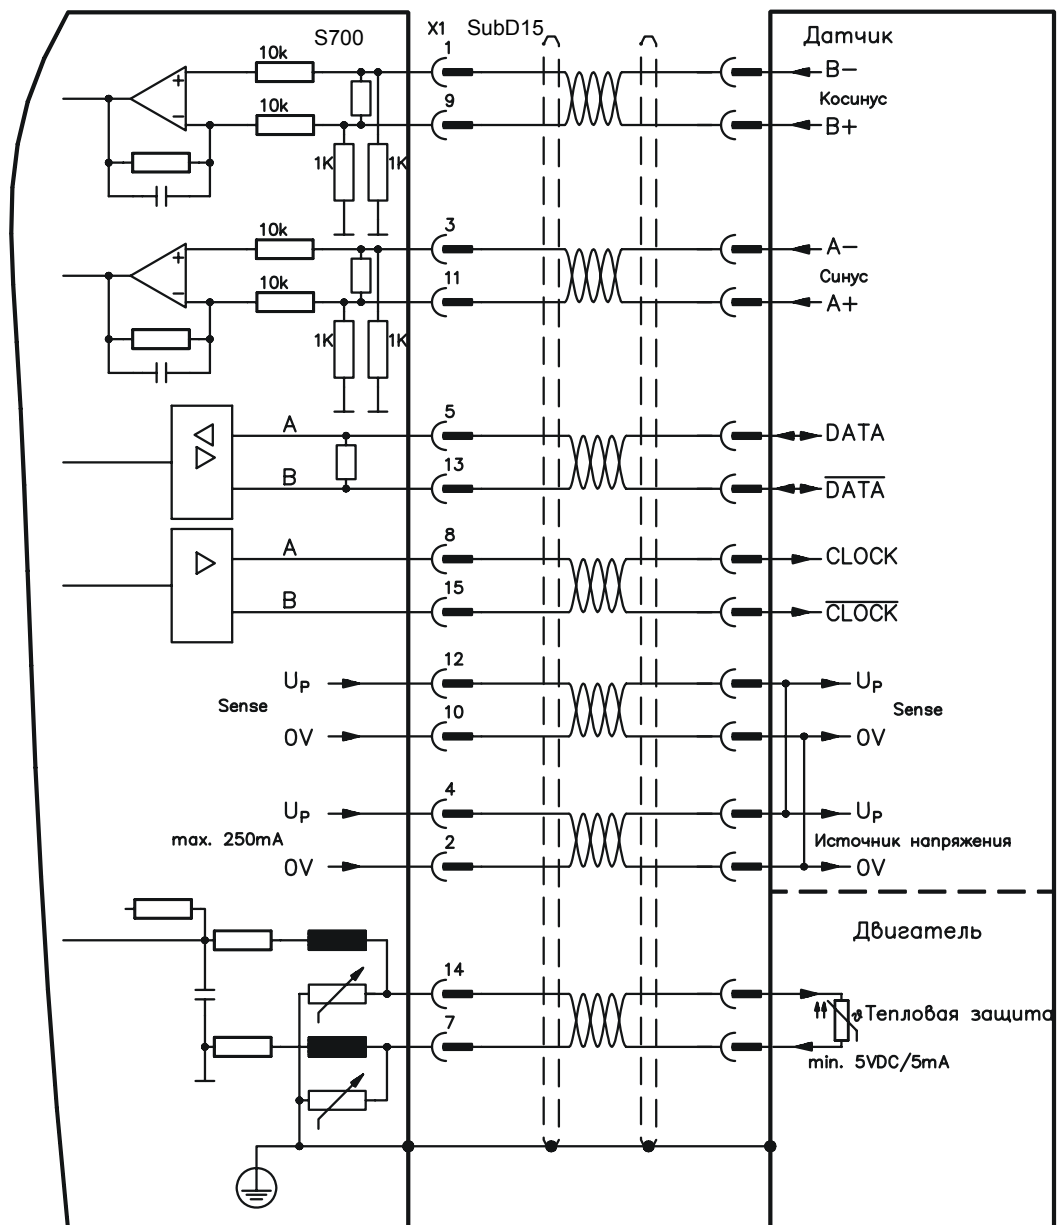 S700
X1
SubD15
Датчик
10k
1
B-
Косинус
10k
9
B+
1K
1K
10k
3
A-
Синус
10k
11
A+
1K
1K
A
5
DATA
B
13
DATA
A
8
CLOCK
B
15
CLOCK
UP
12
UP
Sense
Sense
0V
10
0V
UP
4
UP
max. 250mA
Источник напряжения
0V
2
0V
Двигатель
14
ϑ Тепловая защита
7
min. 5VDC/5mA
+
-
+
-